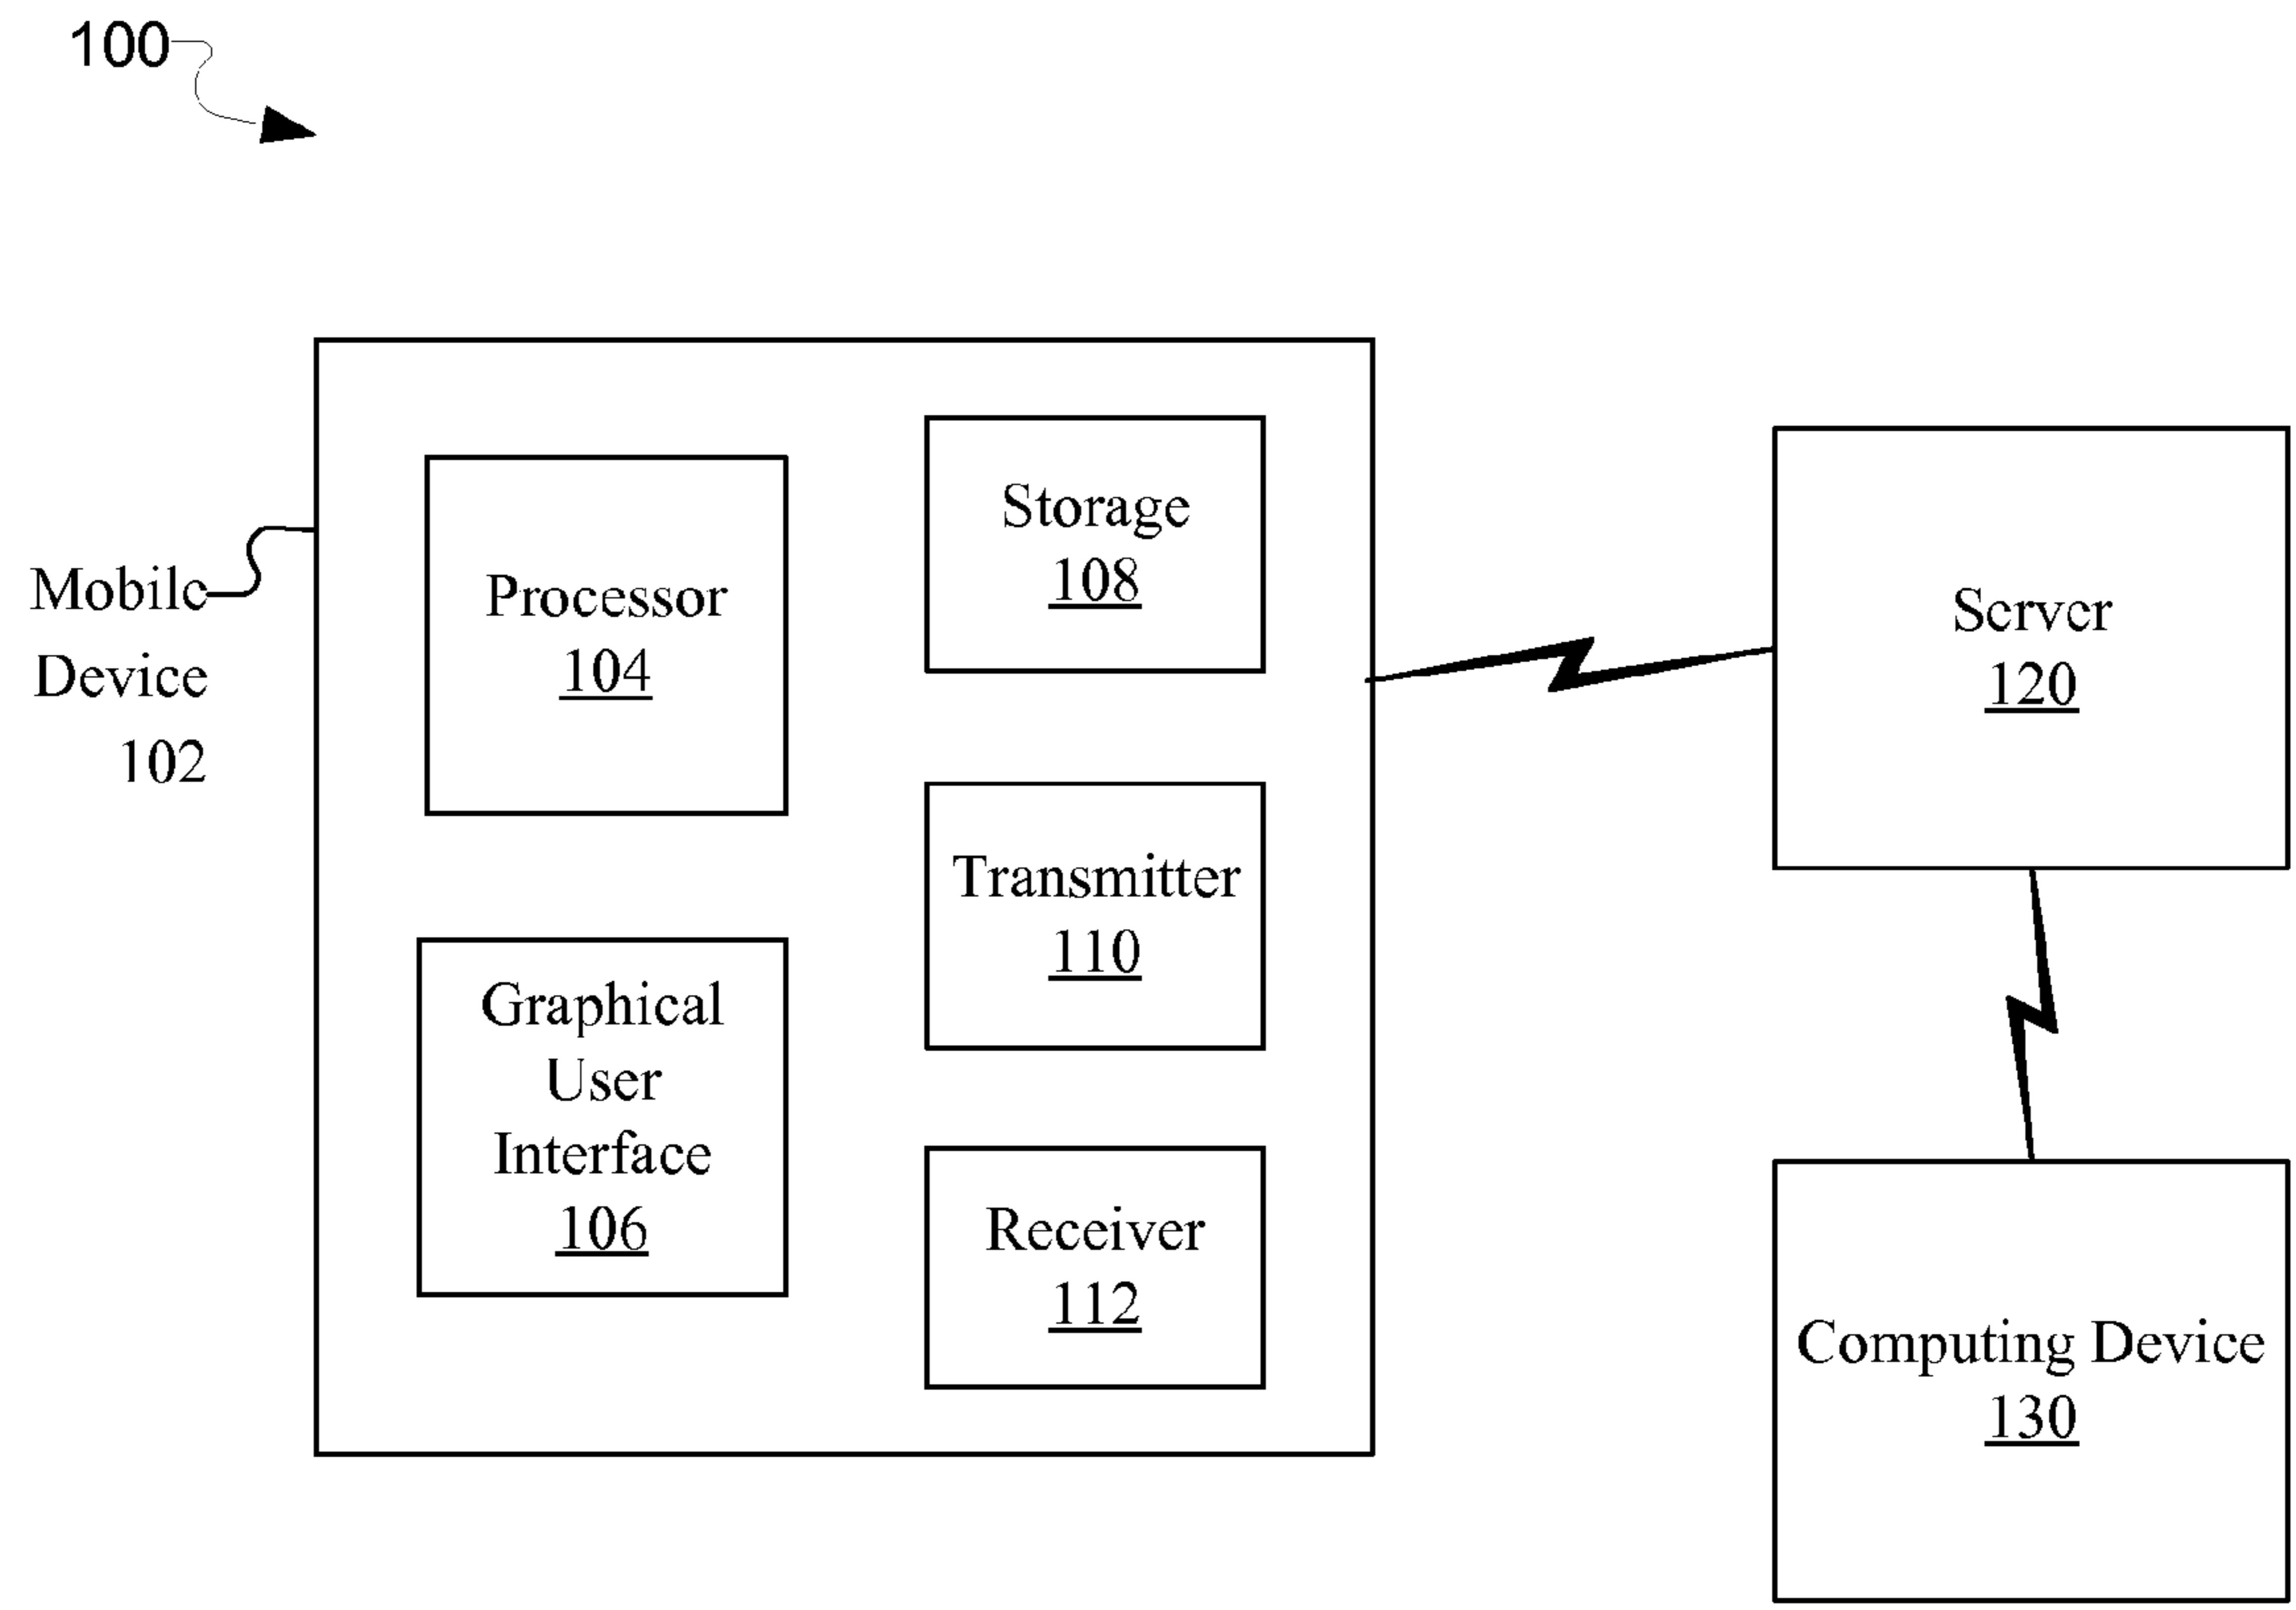 100
Mobile
Device
102
Processor
104
Graphical
User
Interface
106
Storage
108
Transmitter
110
Receiver
112
Server
120
Computing Device
130